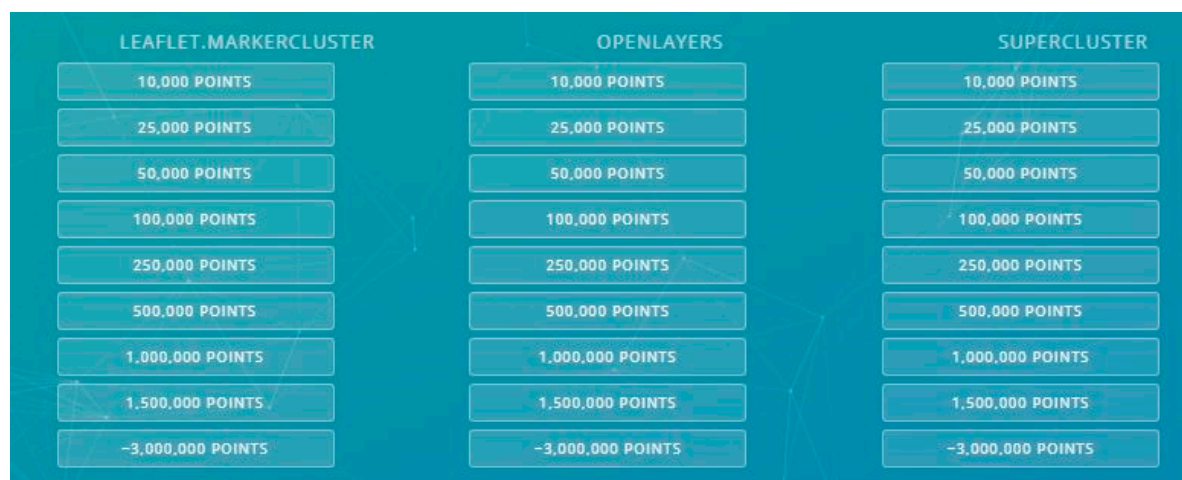 LEAFLET.MARKERCLUSTER OPENLAYERS SUPERCLUSTER
10,000 POINTS 10,000 POINTS 10,000 POINTS
25,000 POINTS 25,000 POINTS 25,000 POINTS
50,000 POINTS 50,000 POINTS 50,000 POINTS
100,000 POINTS 100,000 POINTS 100,000 POINTS
250,000 POINTS 250,000 POINTS 250,000 POINTS
500,000 POINTS 500,000 POINTS 500,000 POINTS
1,000,000 POINTS 1,000,000 POINTS 1,000,000 POINTS
1,500,000 POINTS 1,500,000 POINTS 1,500,000 POINTS
~3,000,000 POINTS ~3,000,000 POINTS ~3,000,000 POINTS